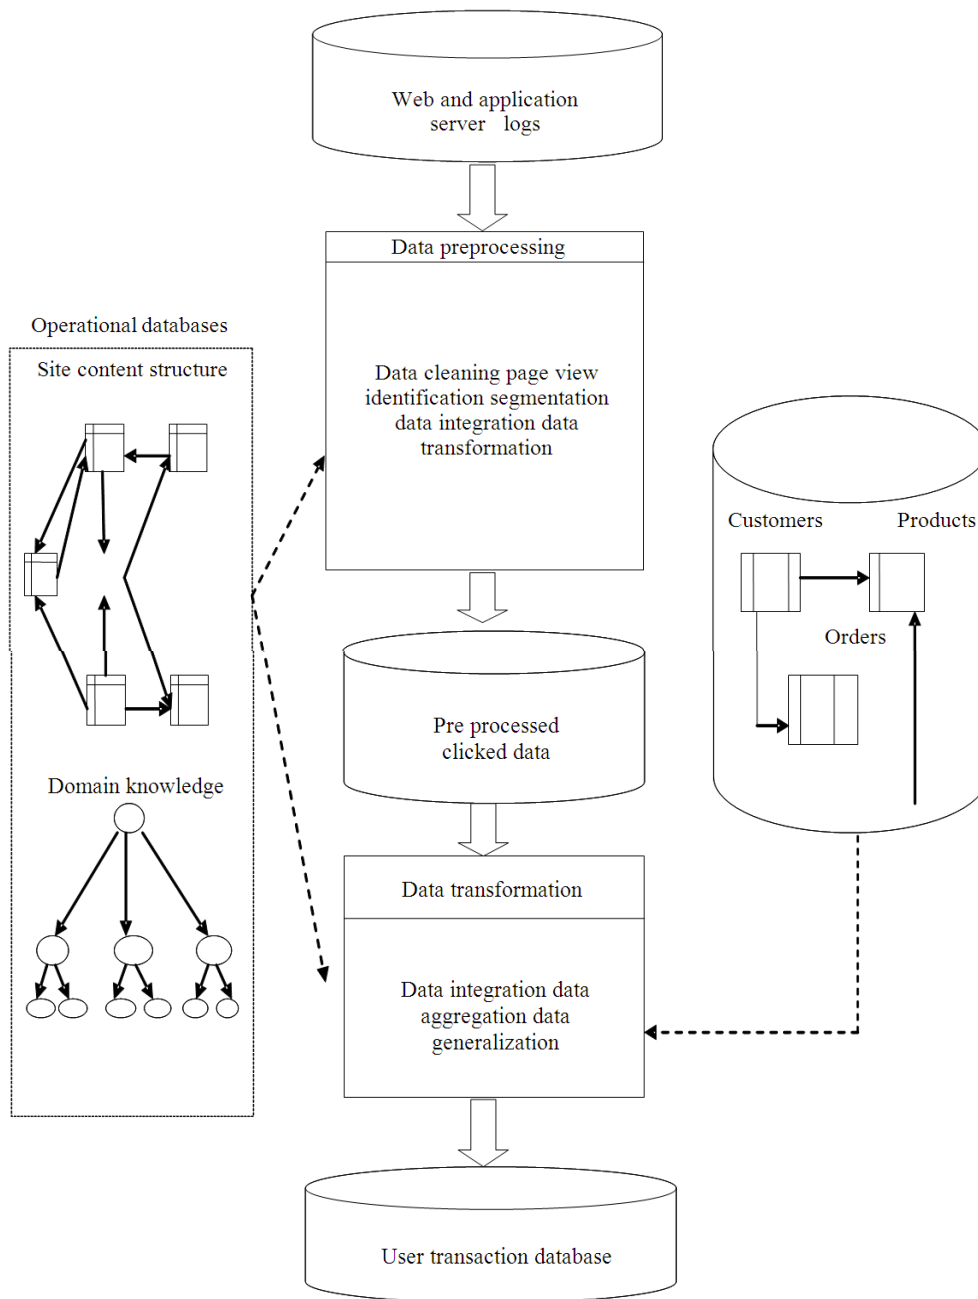 Web and application
server logs
Data preprocessing
Data cleaning page view
identification segmentation
data integration data
transformation
Operational databases
Site content structure
Domain knowledge
Customers
Products
Orders
Pre processed
clicked data
Data transformation
Data integration data
aggregation data
generalization
User transaction database